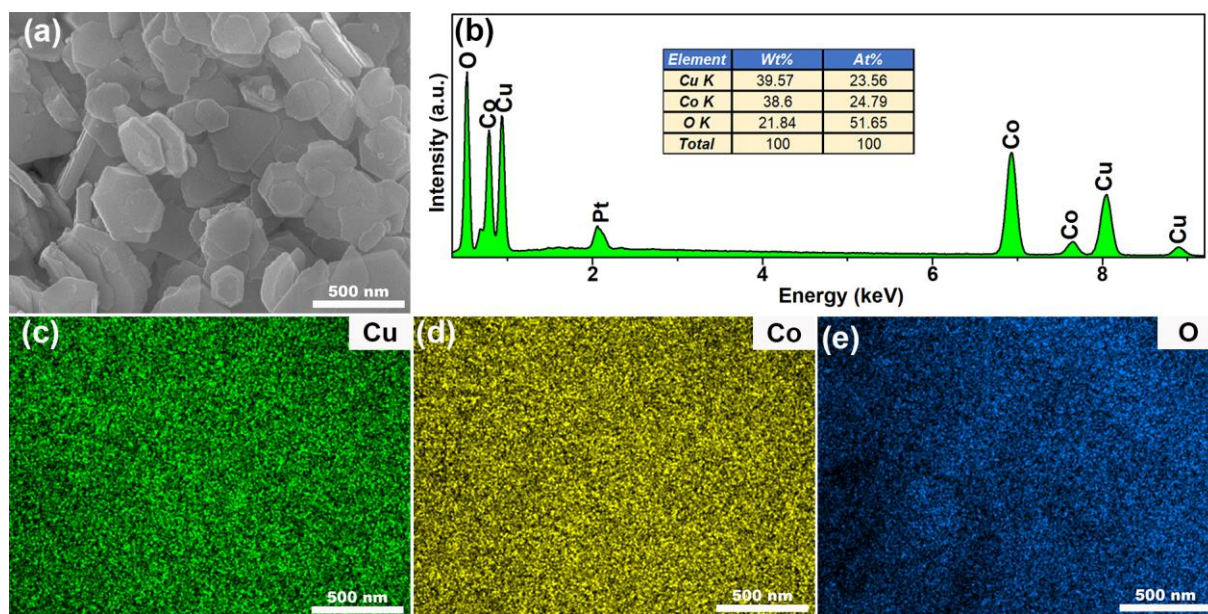 (a)
500 nm
(b)
Intensity (a.u.)
O
Co
Cu
Pt
Co
Co
Cu
Cu
Element Wt% At%
Cu K 39.57 23.56
Co K 38.6 24.79
O K 21.84 51.65
Total 100 100
2 4 6 8
Energy (keV)
(c) Cu
500 nm
(d) Co
500 nm
(e) O
500 nm